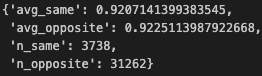 {'avg_same': 0.9207141399383545,
 'avg_opposite': 0.9225113987922668,
 'n_same': 3738,
 'n_opposite': 31262}